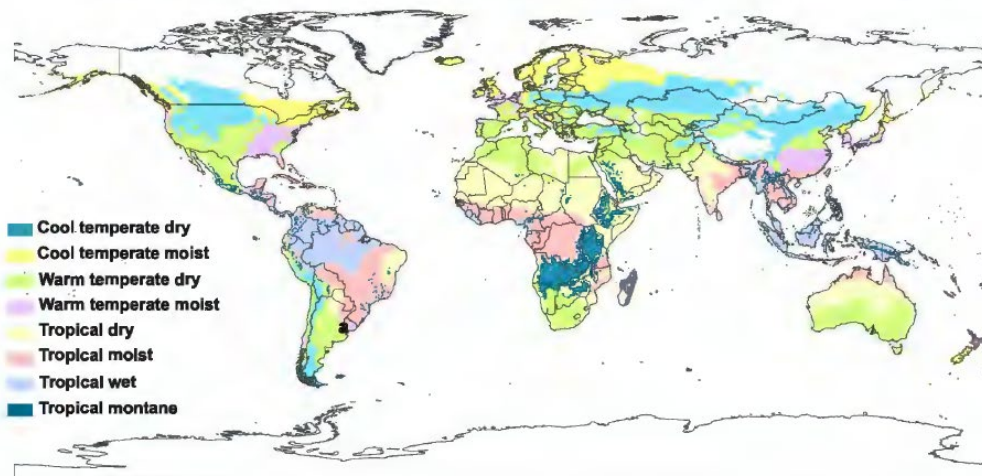 Cool temperate dry
Cool temperate moist
Warm temperate dry
Warm temperate moist
Tropical dry
a
Tropical moist
Tropical wet
Tropical montane